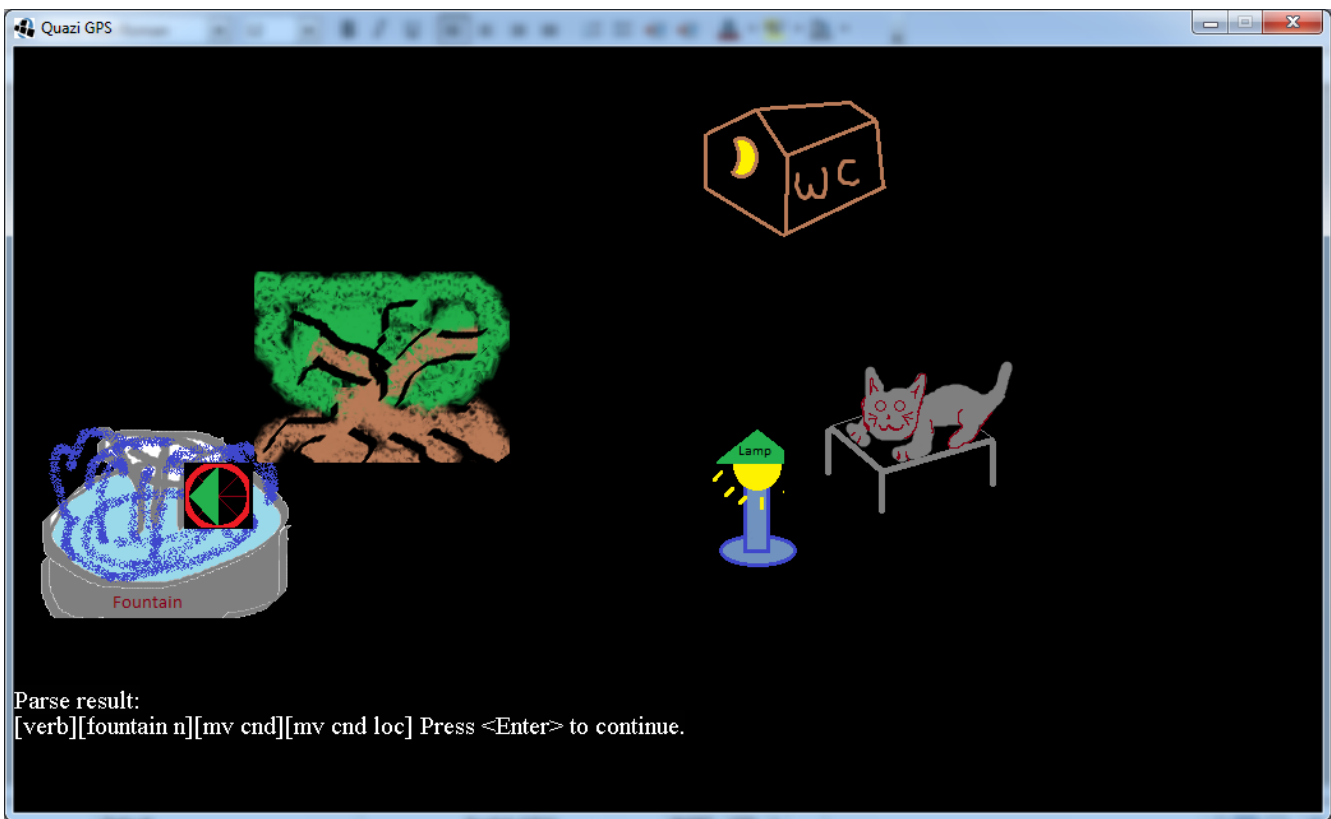 Quazi GPS
WC
Lamp
Fountain
Parse result:
[verb][fountain n][mv cnd][mv cnd loc] Press <Enter> to continue.